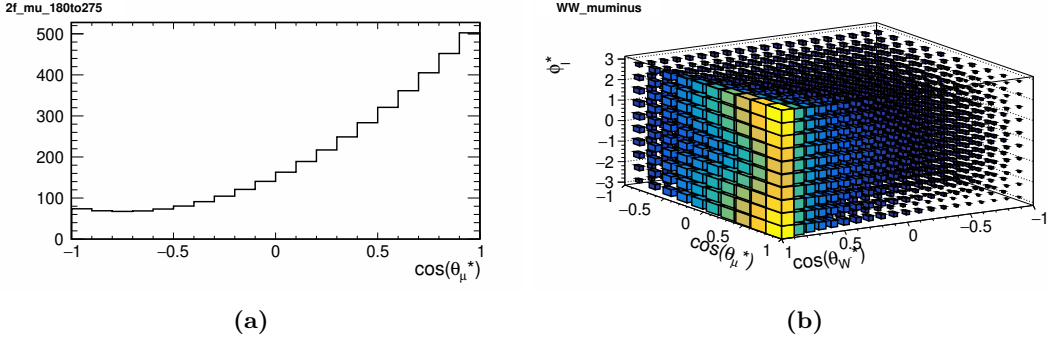 2f_mu_180to275
500
400
300
200
100
0
−1 −0.5 0 0.5 1
cos(θμ*)
(a)
WW_muminus
ϕl*
3
2
1
0
−1
−2
−3
−1 −0.5 0 0.5 1
cos(θμ*)
1 0.5 0 −0.5 −1
cos(θW*)
(b)